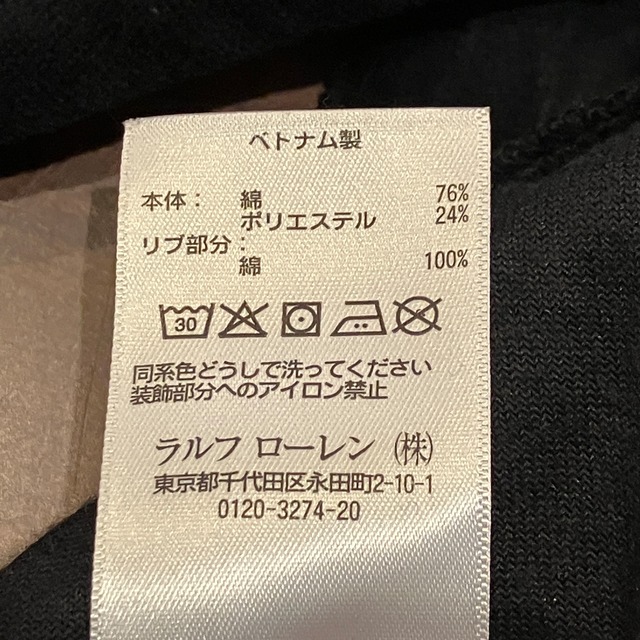 ベトナム製
本体： 綿 76%
ポリエステル 24%
リブ部分：
綿 100%
30
同系色どうしで洗ってください
装飾部分へのアイロン禁止
ラルフ ローレン ㈱
東京都千代田区永田町2-10-1
0120-3274-20